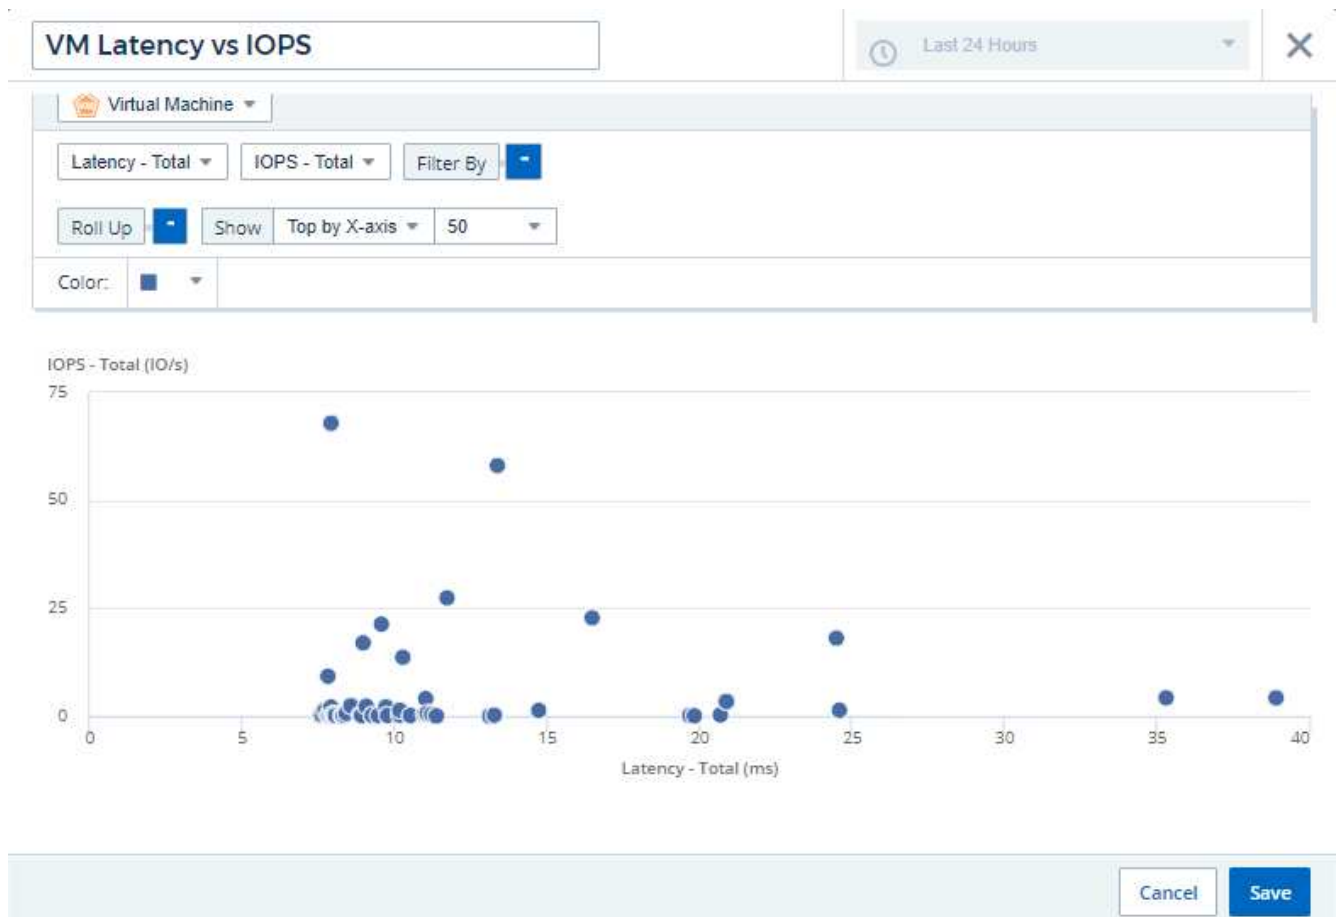 VM Latency vs IOPS
Last 24 Hours
Virtual Machine
Latency - Total
IOPS - Total
Filter By
Roll Up
Show
Top by X-axis
50
Color:
IOPS - Total (IO/s)
75
50
25
0
0 5 10 15 20 25 30 35 40
Latency - Total (ms)
Cancel
Save